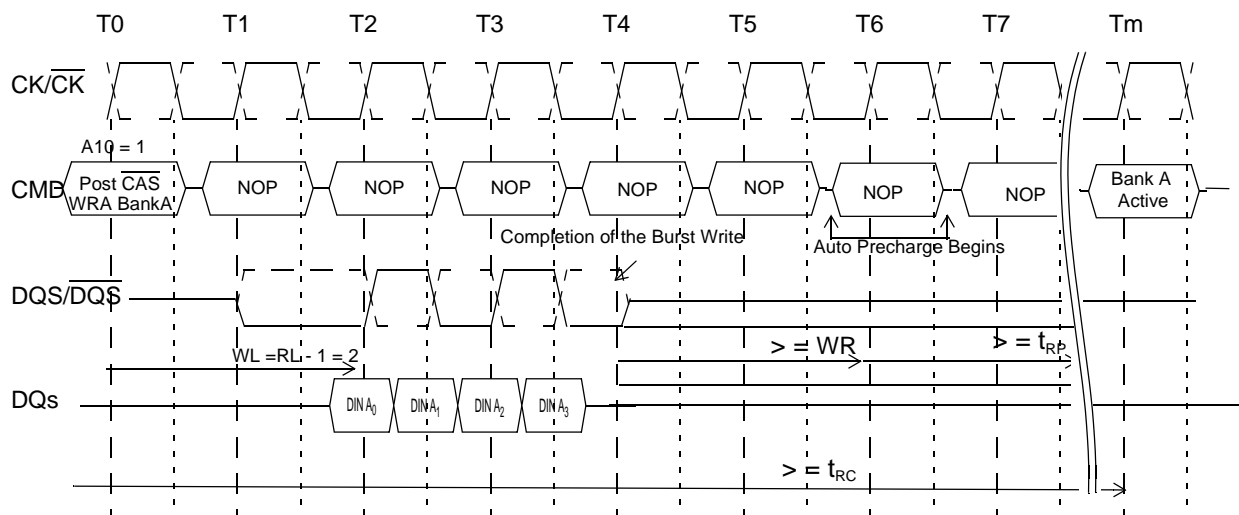 T0 T1 T2 T3 T4 T5 T6 T7 Tm
CK/CK
A10 = 1
CMD
Post CAS
WRA BankA
NOP NOP NOP NOP NOP NOP NOP
Bank A
Active
Completion of the Burst Write
Auto Precharge Begins
DQS/DQS
WL =RL - 1 = 2
> = WR
> = tRP
DQs
DIN A0 DIN A1 DIN A2 DIN A3
> = tRC